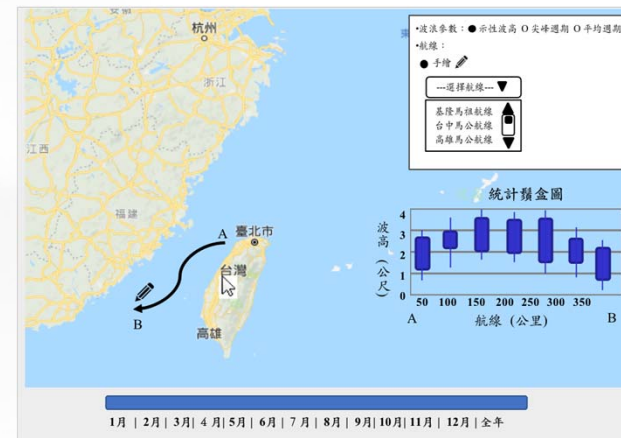 安徽
杭州
浙江
江西
福建
A
臺北市
台灣
高雄
B
•波浪參數：● 示性波高 O 尖峰週期 O 平均週期
•航線：
● 手繪
---選擇航線--- ▼
基隆馬祖航線
台中馬公航線
高雄馬公航線
統計鬚盒圖
波高（公尺）
4
3
2
1
0
50 100 150 200 250 300 350
A 航線（公里） B
1月 | 2月 | 3月| 4 月| 5月 | 6月 | 7 月 | 8月 | 9月| 10月| 11月 | 12月 | 全年